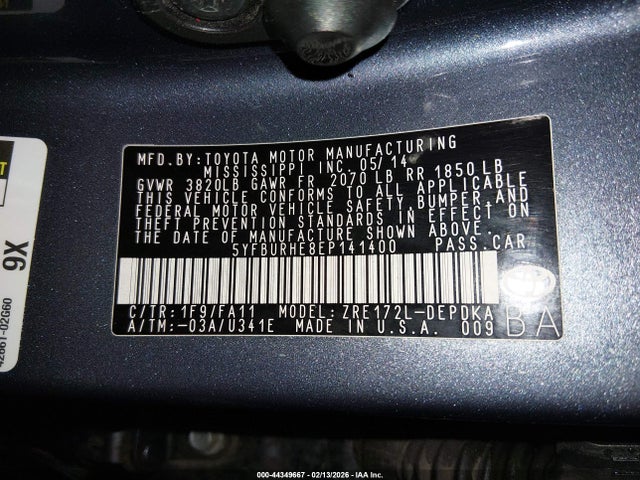 MFD.BY:TOYOTA MOTOR MANUFACTURING
MISSISSIPPI INC 05/14
GVWR 3820LB GAWR FR 2070 LB RR 1850 LB
THIS VEHICLE CONFORMS TO ALL APPLICABLE
FEDERAL MOTOR VEHICLE SAFETY, BUMPER, AND
THEFT PREVENTION STANDARDS IN EFFECT ON
THE DATE OF MANUFACTURE SHOWN ABOVE.
5YFBURHE8EP141400 PASS.CAR
C/TR: 1F9/FA11 MODEL: ZRE172L-DEPDKA
A/TM:-03A/U341E MADE IN U.S.A. 009
BA
9X
42661-02G60
000-44349667 - 02/13/2026 - IAA Inc.